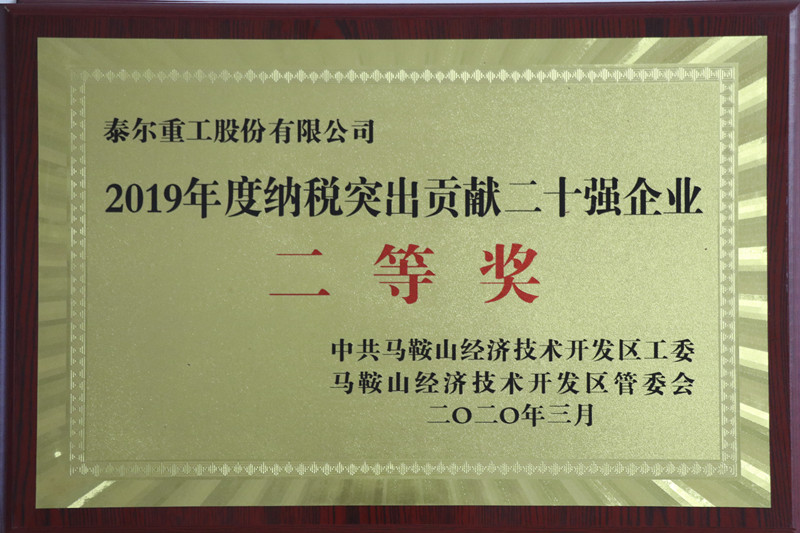 泰尔重工股份有限公司
2019年度纳税突出贡献二十强企业
二等奖
中共马鞍山经济技术开发区工委
马鞍山经济技术开发区管委会
二〇二〇年三月